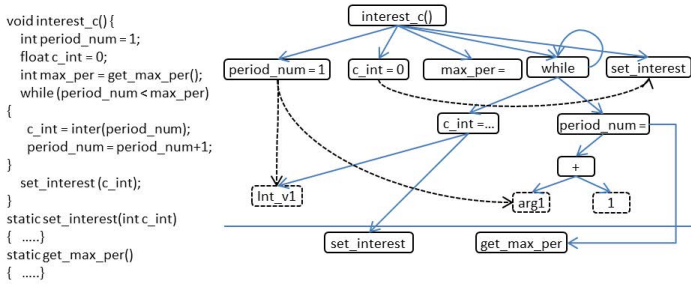 void interest_c() {
int period_num = 1;
float c_int = 0;
int max_per = get_max_per();
while (period_num < max_per)
{
c_int = inter(period_num);
period_num = period_num+1;
}
set_interest (c_int);
}
static set_interest(int c_int)
{ .....}
static get_max_per()
{ .....}
interest_c()
period_num = 1
c_int = 0
max_per =
while
set_interest
c_int =...
period_num =
+
Int_v1
arg1
1
set_interest
get_max_per